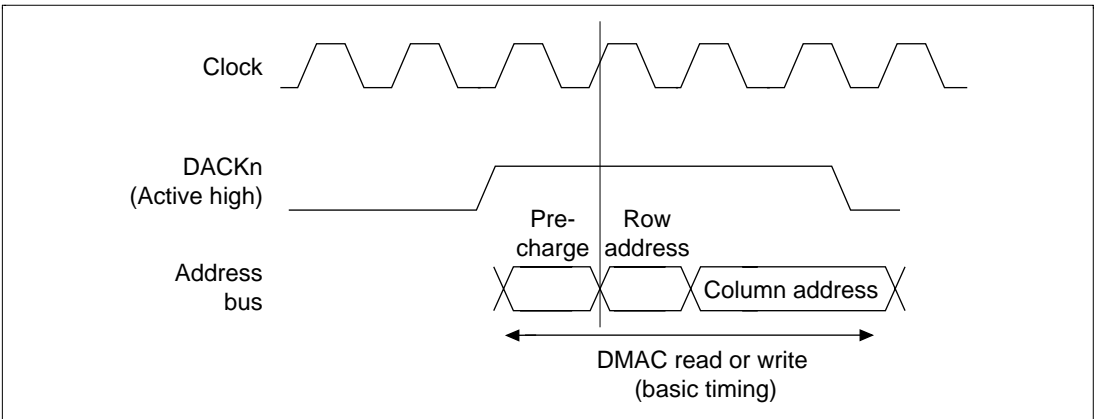 Clock
DACKn
(Active high)
Pre-
charge
Row
address
Address
bus
Column address
DMAC read or write
(basic timing)